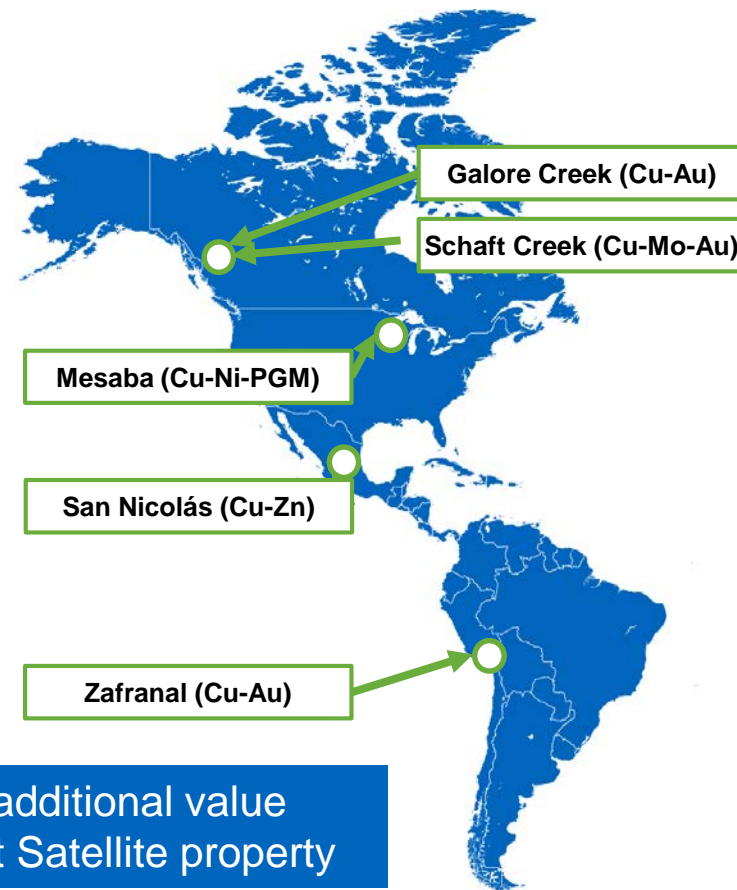 Galore Creek (Cu-Au)
Schaft Creek (Cu-Mo-Au)
Mesaba (Cu-Ni-PGM)
San Nicolás (Cu-Zn)
Zafranal (Cu-Au)
additional value
Satellite property